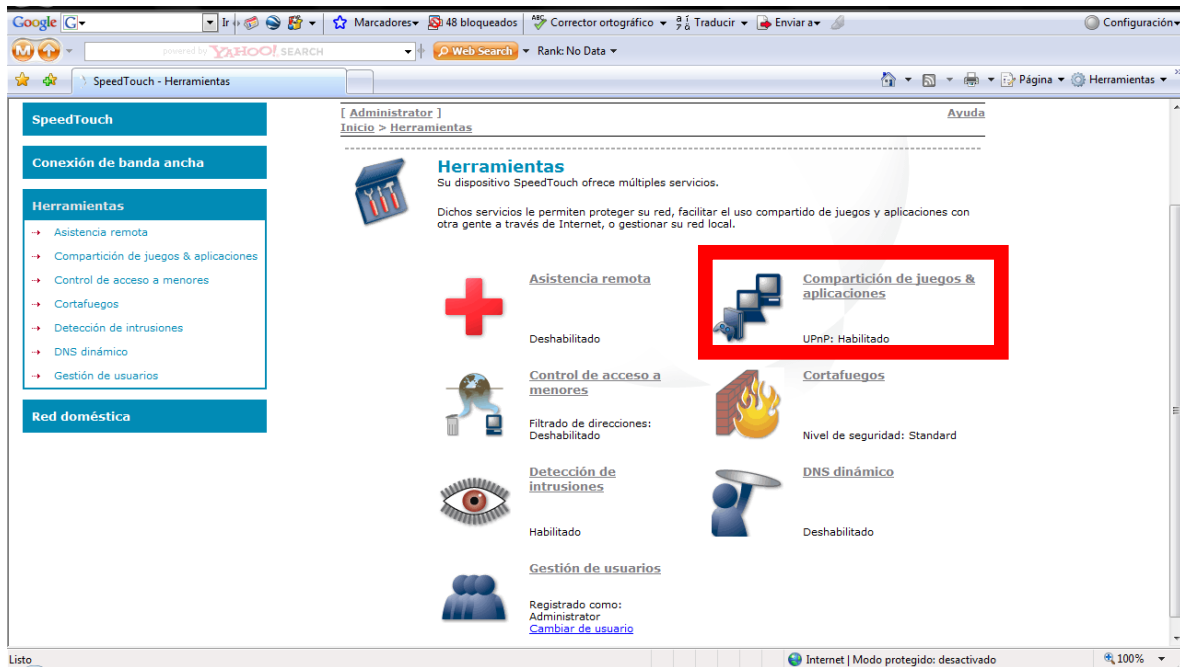 Google G Ir Marcadores 48 bloqueados Corrector ortográfico Traducir Enviar a Configuración
powered by YAHOO! SEARCH Web Search Rank: No Data
SpeedTouch - Herramientas Página Herramientas
SpeedTouch
Conexión de banda ancha
Herramientas
Asistencia remota
Compartición de juegos & aplicaciones
Control de acceso a menores
Cortafuegos
Detección de intrusiones
DNS dinámico
Gestión de usuarios
Red doméstica
[ Administrator ] Ayuda
Inicio > Herramientas
Herramientas
Su dispositivo SpeedTouch ofrece múltiples servicios.
Dichos servicios le permiten proteger su red, facilitar el uso compartido de juegos y aplicaciones con
otra gente a través de Internet, o gestionar su red local.
Asistencia remota
Deshabilitado
Compartición de juegos &
aplicaciones
UPnP: Habilitado
Control de acceso a
menores
Filtrado de direcciones:
Deshabilitado
Cortafuegos
Nivel de seguridad: Standard
Detección de
intrusiones
Habilitado
DNS dinámico
Deshabilitado
Gestión de usuarios
Registrado como:
Administrator
Cambiar de usuario
Listo Internet | Modo protegido: desactivado 100%